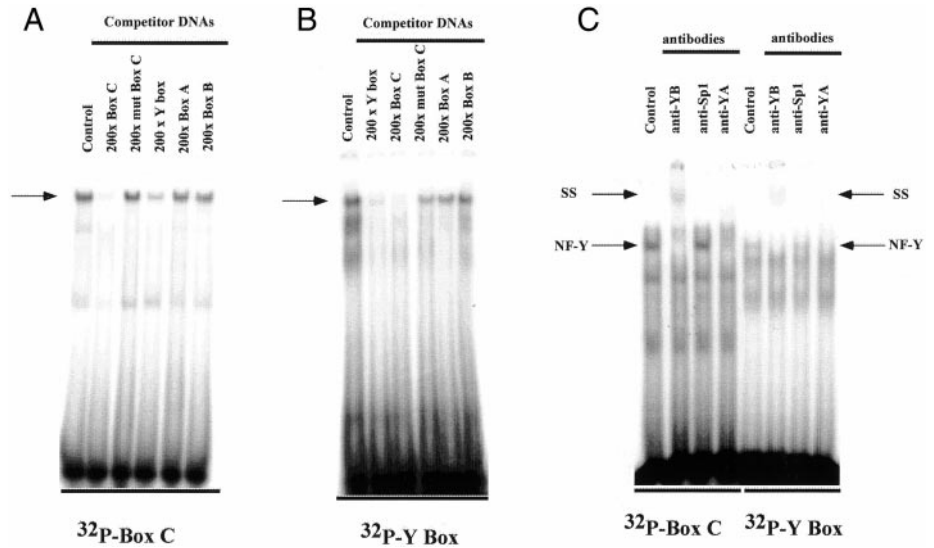 A
Competitor DNAs
Control
200x Box C
200x mut Box C
200 x Y box
200x Box A
200x Box B
32P-Box C
B
Competitor DNAs
Control
200 x Y box
200x Box C
200x mut Box C
200x Box A
200x Box B
32P-Y Box
C
antibodies
antibodies
Control
anti-YB
anti-Sp1
anti-YA
Control
anti-YB
anti-Sp1
anti-YA
SS
SS
NF-Y
NF-Y
32P-Box C
32P-Y Box